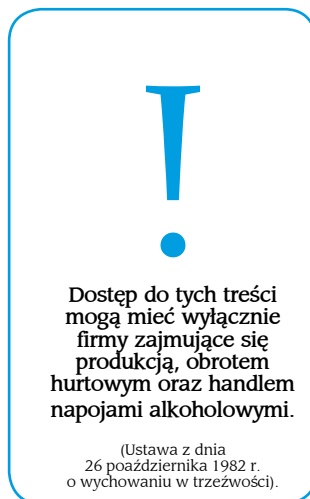 !
Dostęp do tych treści
mogą mieć wyłącznie
firmy zajmujące się
produkcją, obrotem
hurtowym oraz handlem
napojami alkoholowymi.
(Ustawa z dnia
26 poaździernika 1982 r.
o wychowaniu w trzeźwości).